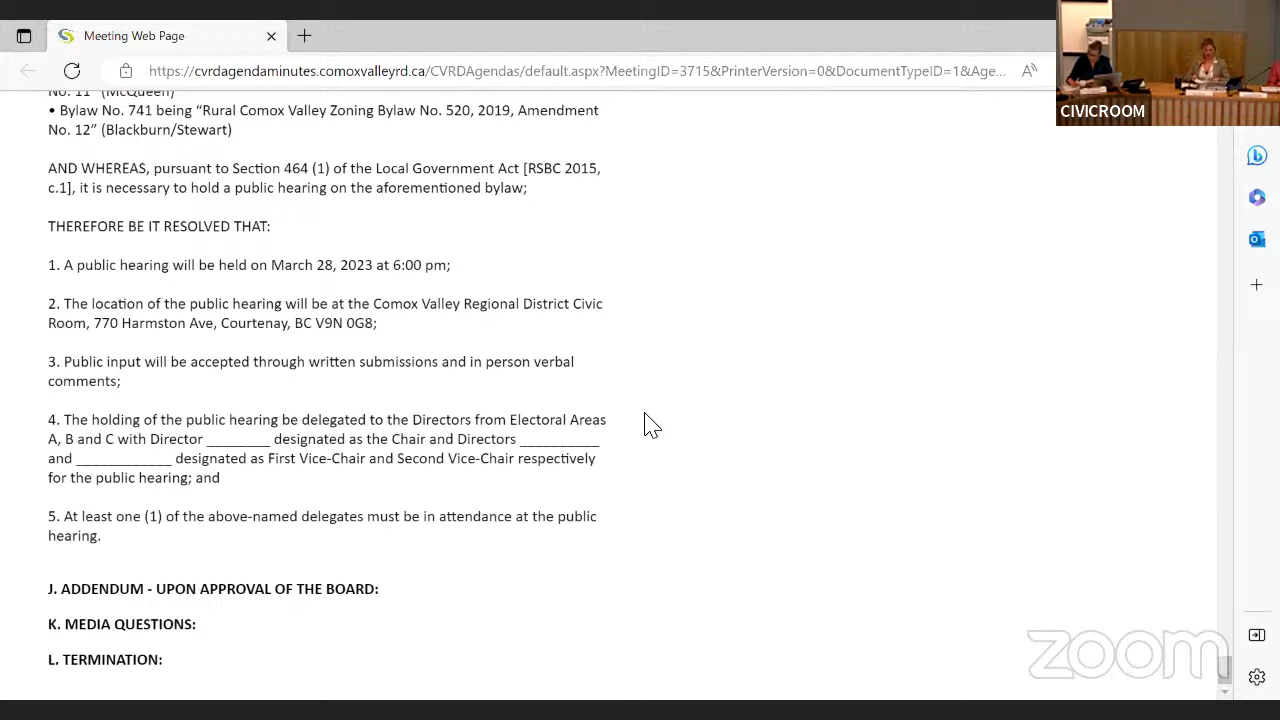 Meeting Web Page
https://cvrdagendaminutes.comoxvalleyrd.ca/CVRDAgendas/default.aspx?MeetingID=3715&PrinterVersion=0&DocumentTypeID=1&Age...
CIVICROOM
No. 11" (McQueen)
• Bylaw No. 741 being “Rural Comox Valley Zoning Bylaw No. 520, 2019, Amendment
No. 12” (Blackburn/Stewart)
AND WHEREAS, pursuant to Section 464 (1) of the Local Government Act [RSBC 2015,
c.1], it is necessary to hold a public hearing on the aforementioned bylaw;
THEREFORE BE IT RESOLVED THAT:
1. A public hearing will be held on March 28, 2023 at 6:00 pm;
2. The location of the public hearing will be at the Comox Valley Regional District Civic
Room, 770 Harmston Ave, Courtenay, BC V9N 0G8;
3. Public input will be accepted through written submissions and in person verbal
comments;
4. The holding of the public hearing be delegated to the Directors from Electoral Areas
A, B and C with Director ________ designated as the Chair and Directors __________
and ____________ designated as First Vice-Chair and Second Vice-Chair respectively
for the public hearing; and
5. At least one (1) of the above-named delegates must be in attendance at the public
hearing.
J. ADDENDUM - UPON APPROVAL OF THE BOARD:
K. MEDIA QUESTIONS:
L. TERMINATION:
zoom